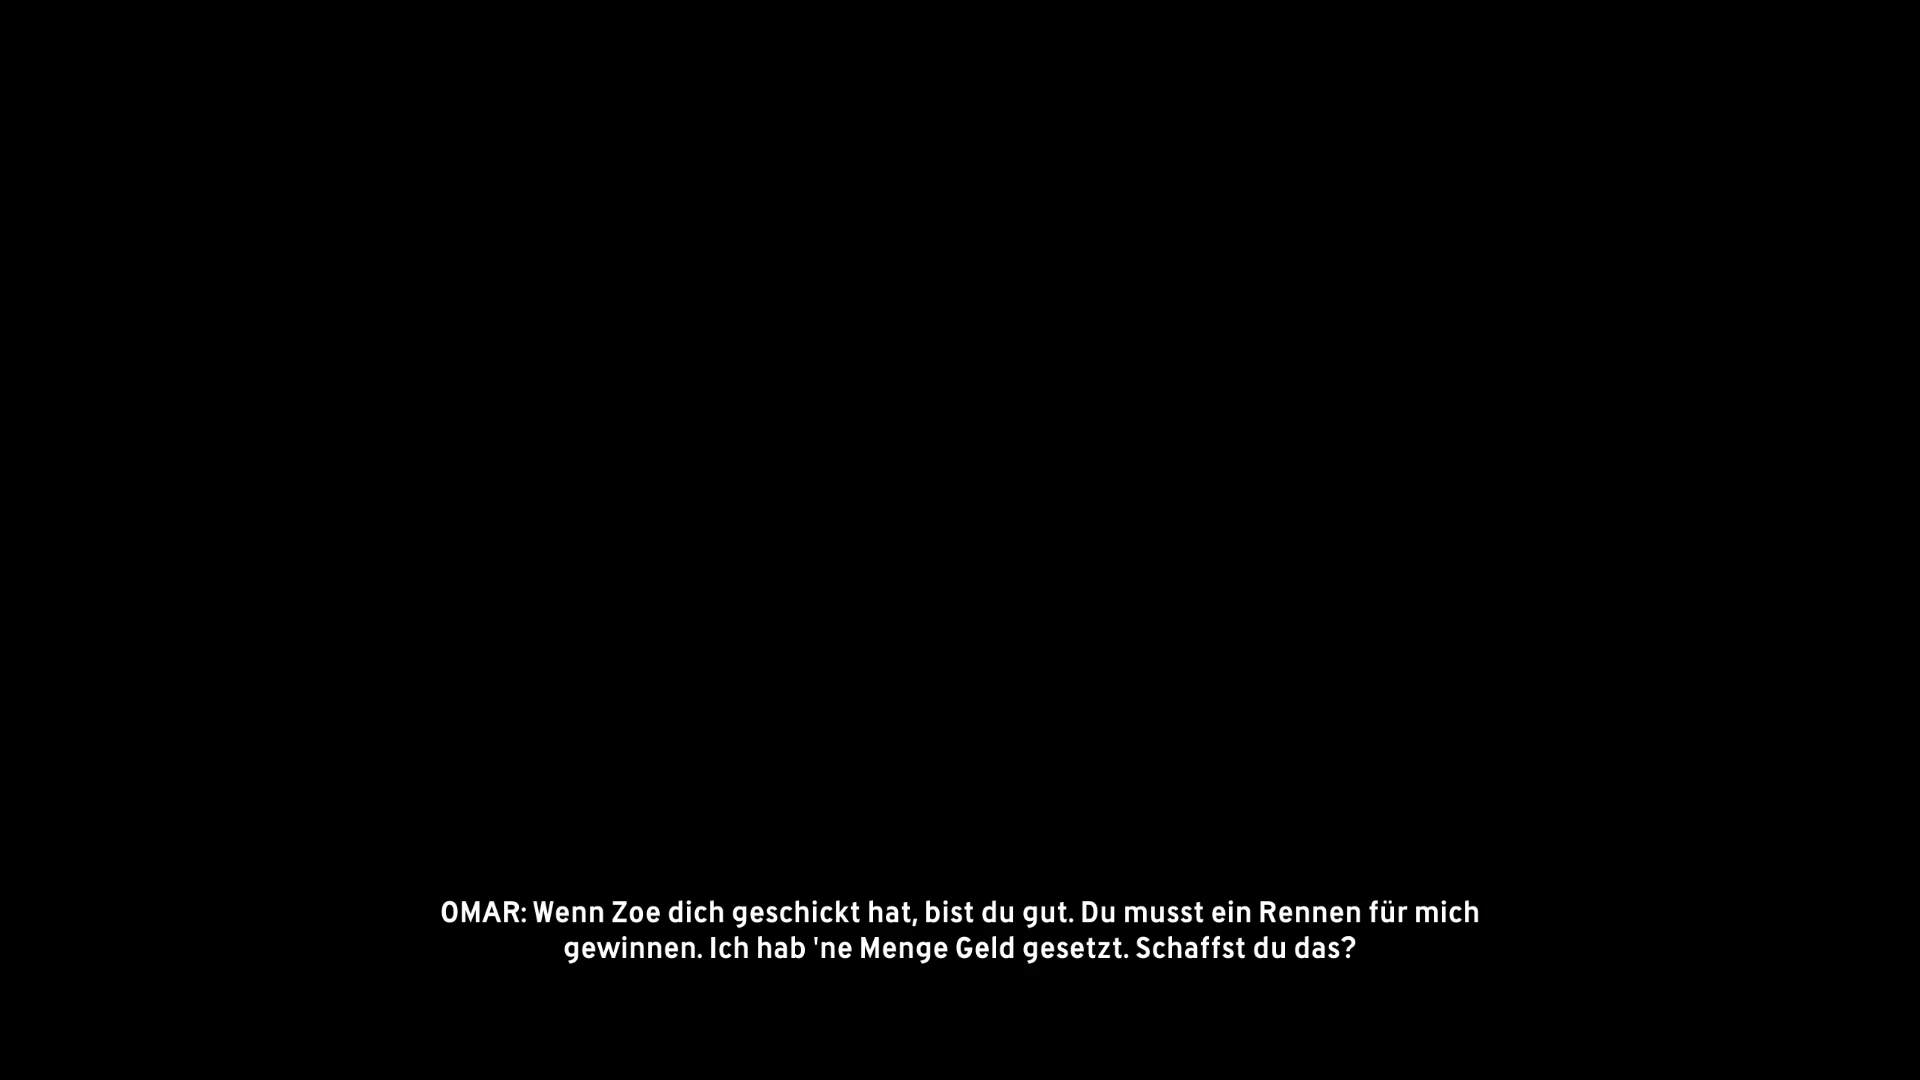 OMAR: Wenn Zoe dich geschickt hat, bist du gut. Du musst ein Rennen für mich
gewinnen. Ich hab 'ne Menge Geld gesetzt. Schaffst du das?